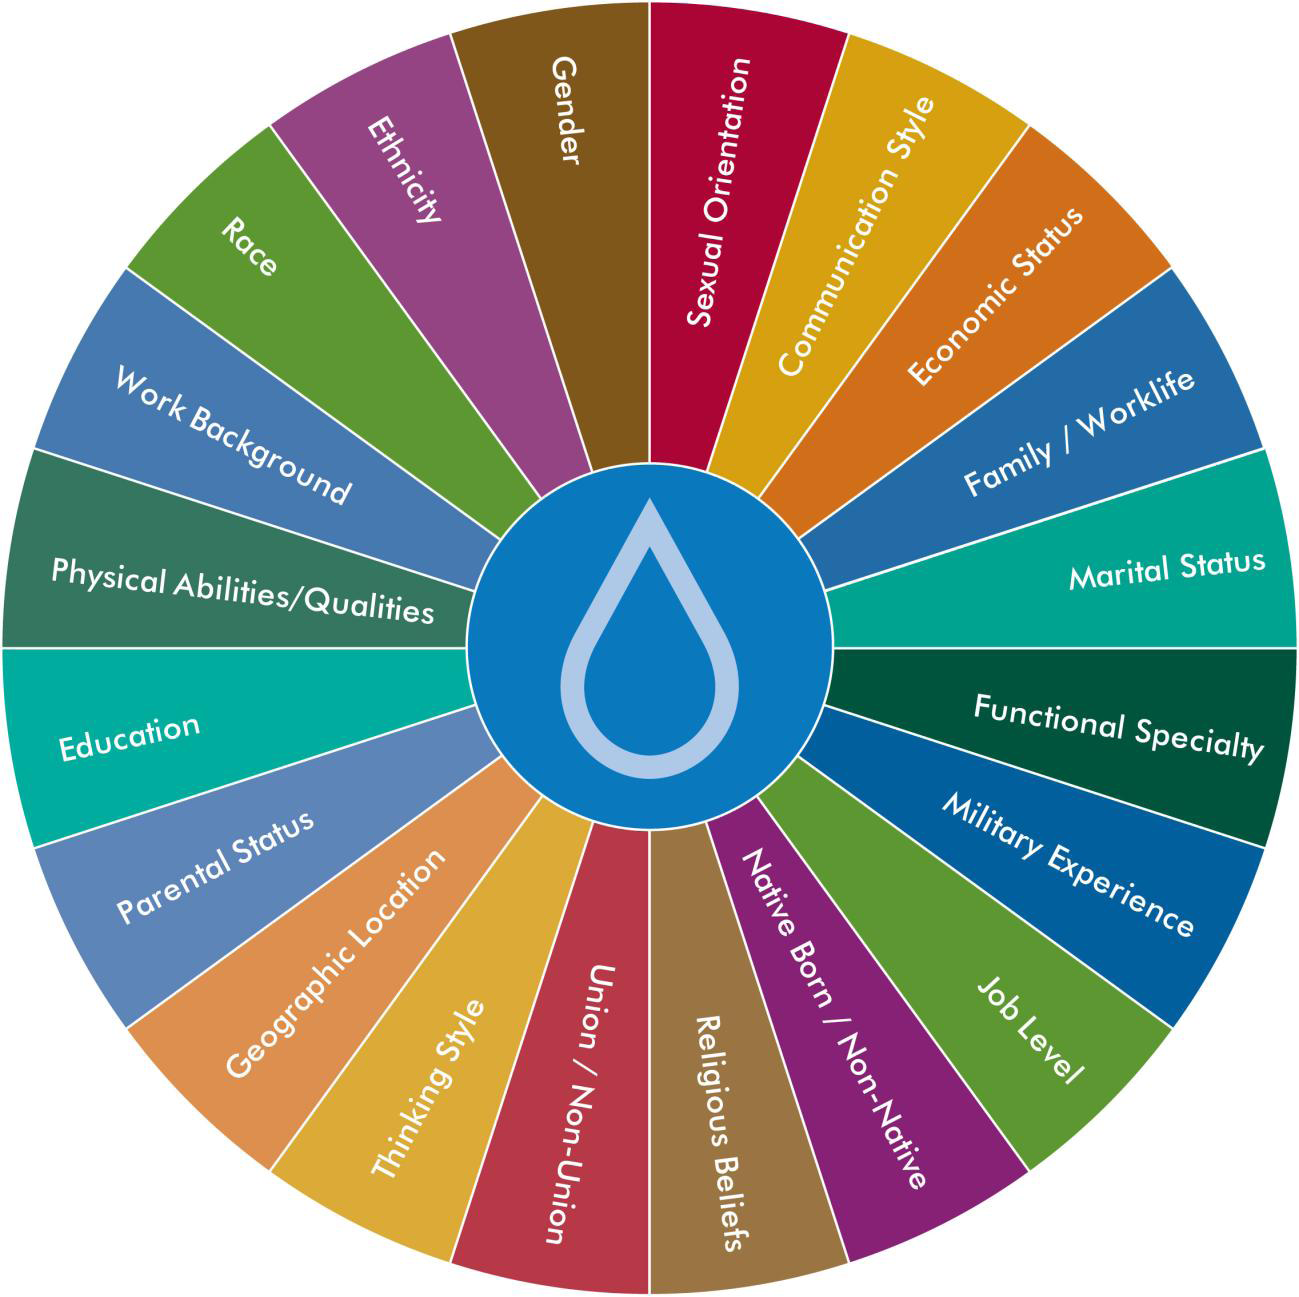 Sexual Orientation
Communication Style
Economic Status
Family / Worklife
Marital Status
Functional Specialty
Military Experience
Job Level
Native Born / Non-Native
Religious Beliefs
Union / Non-Union
Thinking Style
Geographic Location
Parental Status
Education
Physical Abilities/Qualities
Work Background
Race
Ethnicity
Gender